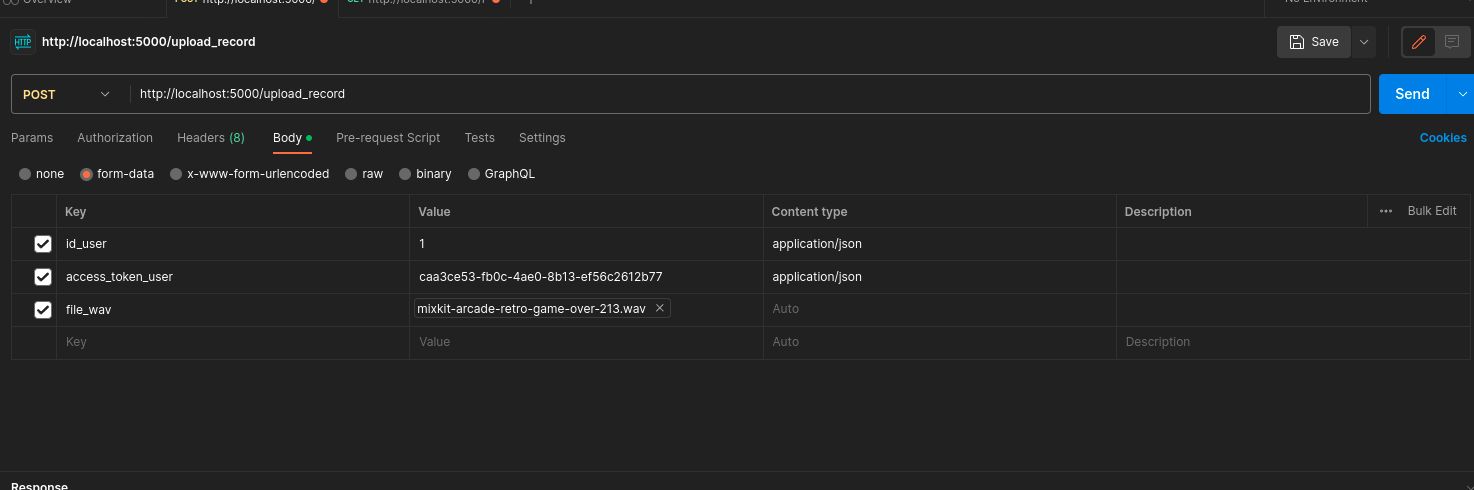 Overview POST http://localhost:5000/ GET http://localhost:5000/r + No Environment
HTTP http://localhost:5000/upload_record Save
POST http://localhost:5000/upload_record Send
Params Authorization Headers (8) Body Pre-request Script Tests Settings Cookies
none form-data x-www-form-urlencoded raw binary GraphQL
Key Value Content type Description ••• Bulk Edit
id_user 1 application/json
access_token_user caa3ce53-fb0c-4ae0-8b13-ef56c2612b77 application/json
file_wav mixkit-arcade-retro-game-over-213.wav Auto
Key Value Auto Description
Response